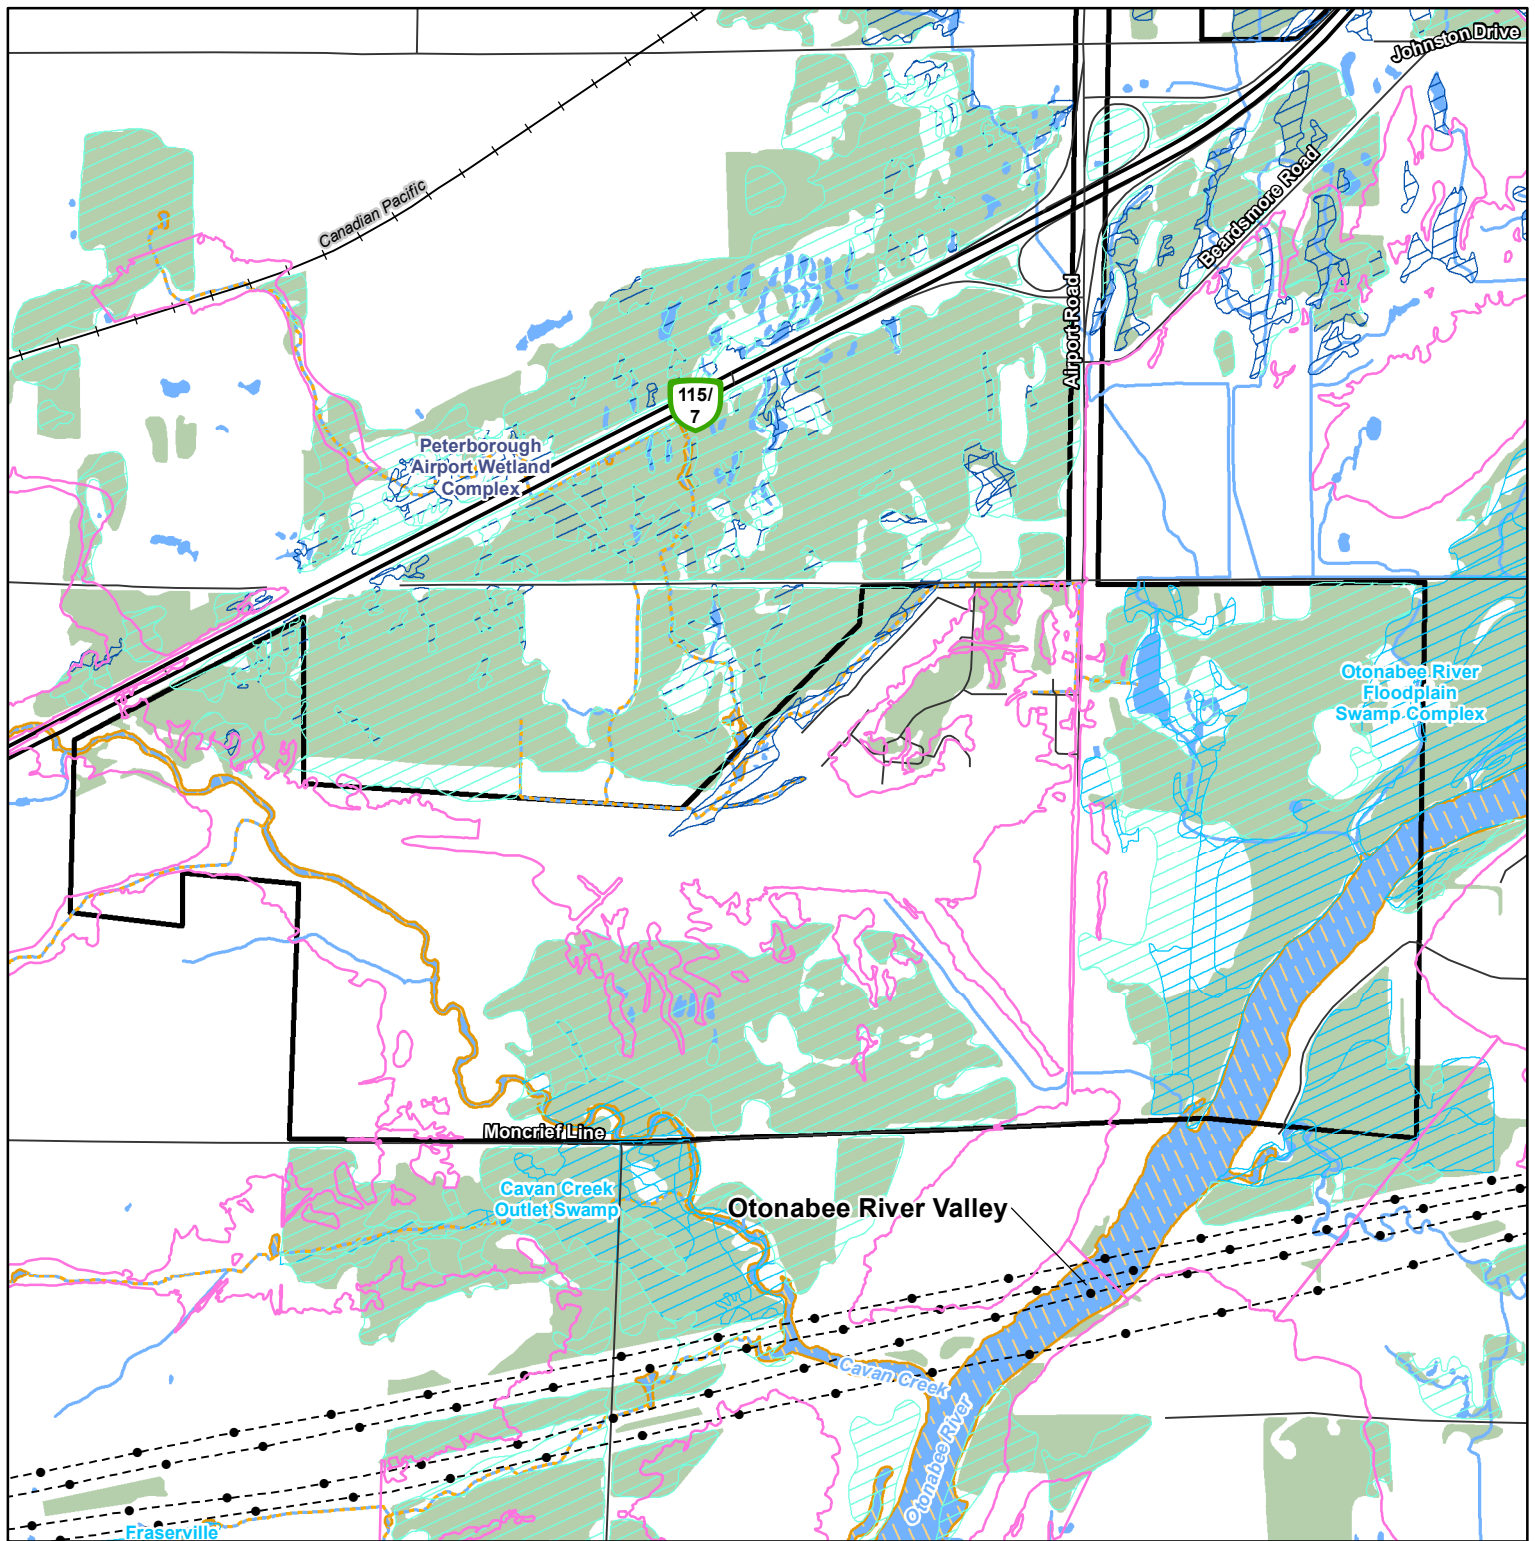 Johnston Drive
Beardsmore Road
Canadian Pacific
Airport Road
115/
7
Peterborough
Airport Wetland
Complex
Otonabee River
Floodplain
Swamp Complex
Moncrief Line
Cavan Creek
Outlet Swamp
Otonabee River Valley
Cavan Creek
Otonabee River
Fraserville